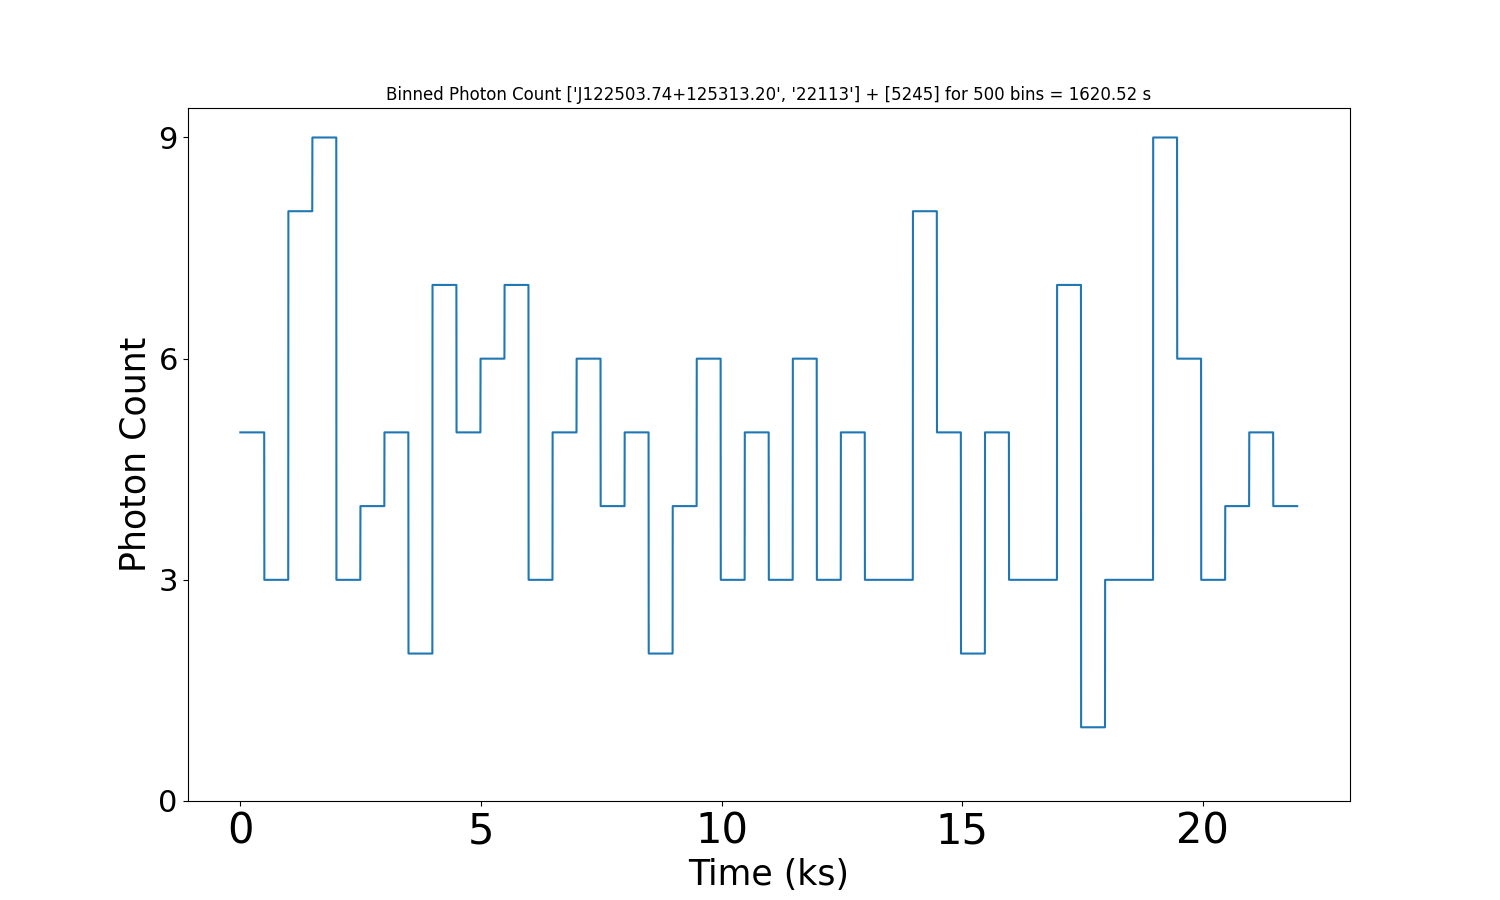 Binned Photon Count ['J122503.74+125313.20', '22113'] + [5245] for 500 bins = 1620.52 s
9
6
3
0
Photon Count
0 5 10 15 20
Time (ks)